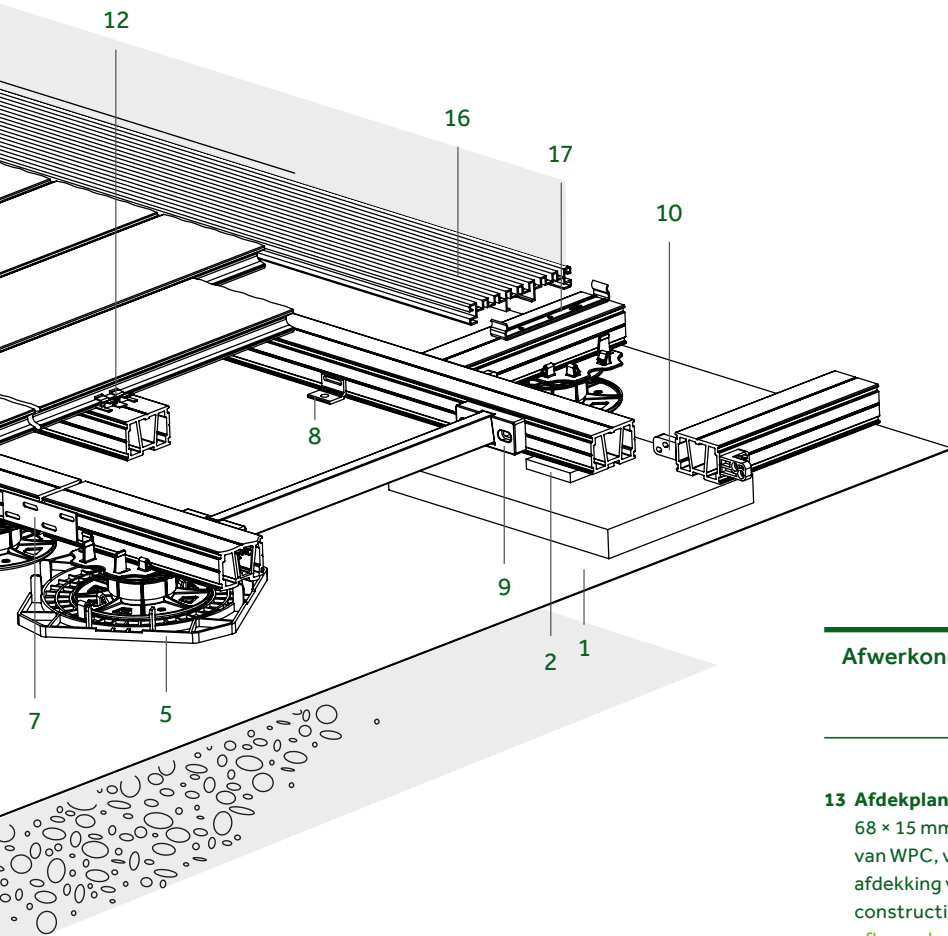 12
16
17
10
8
9
1
2
5
7
13 Afdekplan
68 × 15 mm
van WPC, v
afdekking v
constructi